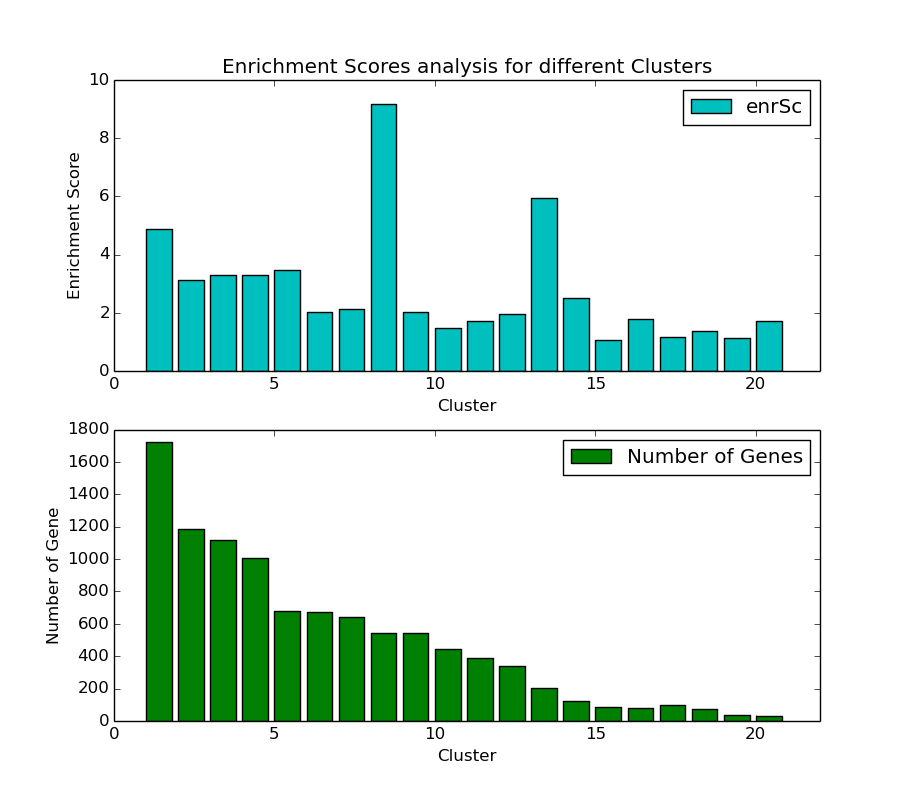 Enrichment Scores analysis for different Clusters
10
8
6
4
2
0
Enrichment Score
enrSc
0 5 10 15 20
Cluster
1800
1600
1400
1200
1000
800
600
400
200
0
Number of Gene
Number of Genes
0 5 10 15 20
Cluster